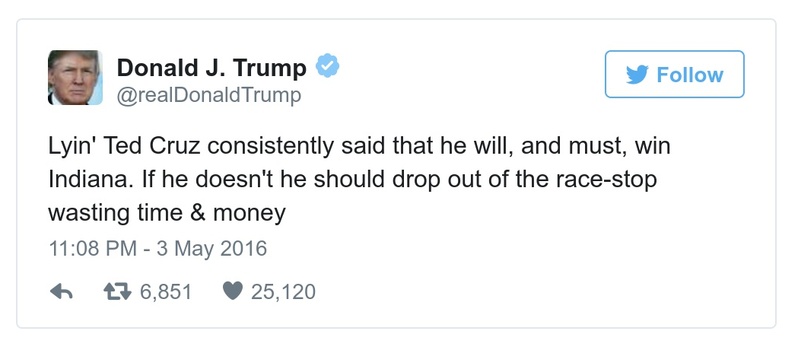 Donald J. Trump
@realDonaldTrump
Follow
Lyin' Ted Cruz consistently said that he will, and must, win
Indiana. If he doesn't he should drop out of the race-stop
wasting time & money
11:08 PM - 3 May 2016
6,851 25,120